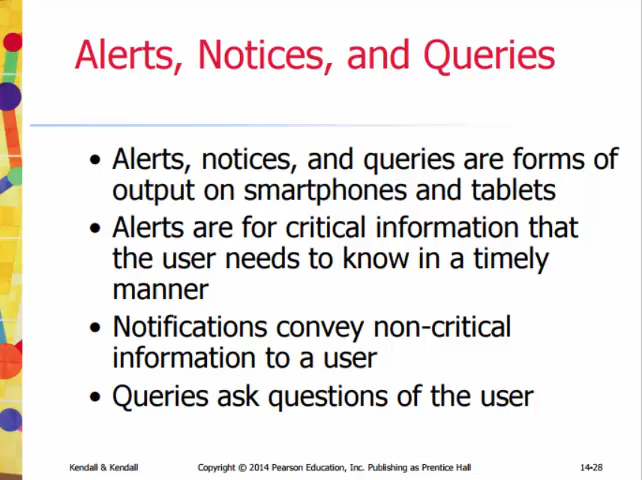 Alerts, Notices, and Queries
• Alerts, notices, and queries are forms of
output on smartphones and tablets
• Alerts are for critical information that
the user needs to know in a timely
manner
• Notifications convey non-critical
information to a user
• Queries ask questions of the user
Kendall & Kendall Copyright © 2014 Pearson Education, Inc. Publishing as Prentice Hall 14-28